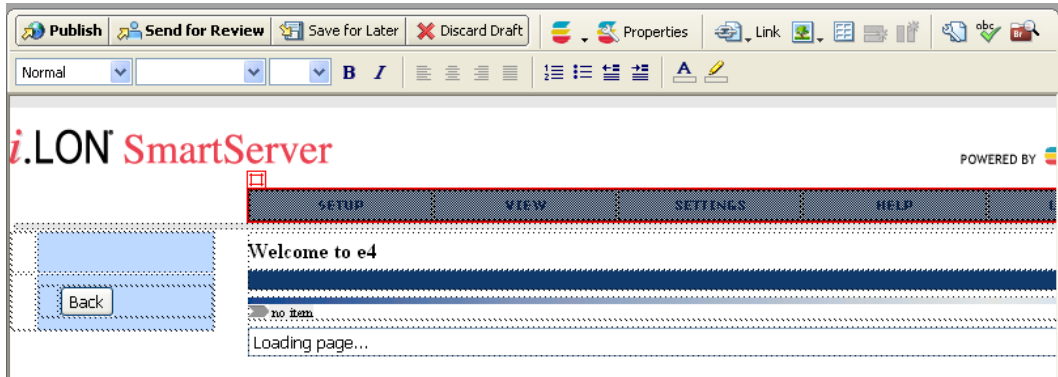 Publish Send for Review Save for Later Discard Draft Properties Link abc
Normal B I A
i.LON SmartServer
POWERED BY
SETUP VIEW SETTINGS HELP
Welcome to e4
Back
no item
Loading page...